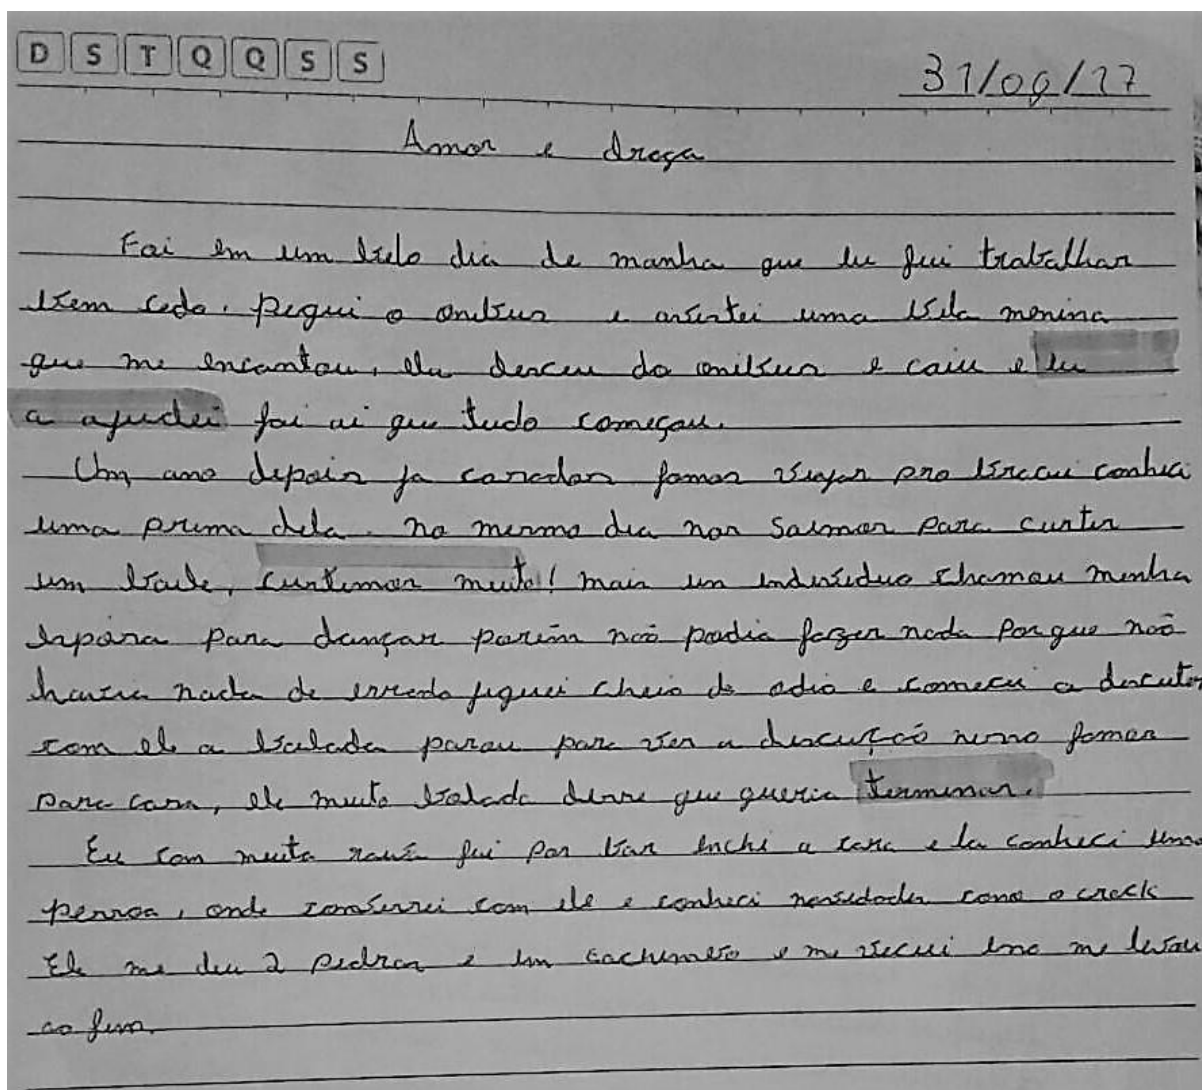 D S T Q Q S S
31/08/17
Amor e droga
Foi em um belo dia de manha que eu fui trabalhar
bem cedo. peguei o onibus e avistei uma bela menina
que me encantou, ela desceu do onibus e caiu e eu
a ajudei foi ai que tudo começou.
Um ano depois ja casados fomos viajar pro
uma prima dela. no mesmo dia nos saimos para curtir
um baile, curtimos muito! mais um individuo chamou minha
esposa para dançar porém não podia fazer nada porque não
havia nada de errado fiquei cheio de odio e comecei a discuter
com ele a balada parou para ver a discução nisso fomos
para casa, ela muito bolada disse que queria terminar.
Eu com muita raiva fui por bar enchi a cara e la conheci uma
pessoa, onde conversei com ele e conheci novidades como o crack
Ele me deu 2 pedras e um cachimbo e me viciei isso me levou
ao fim.